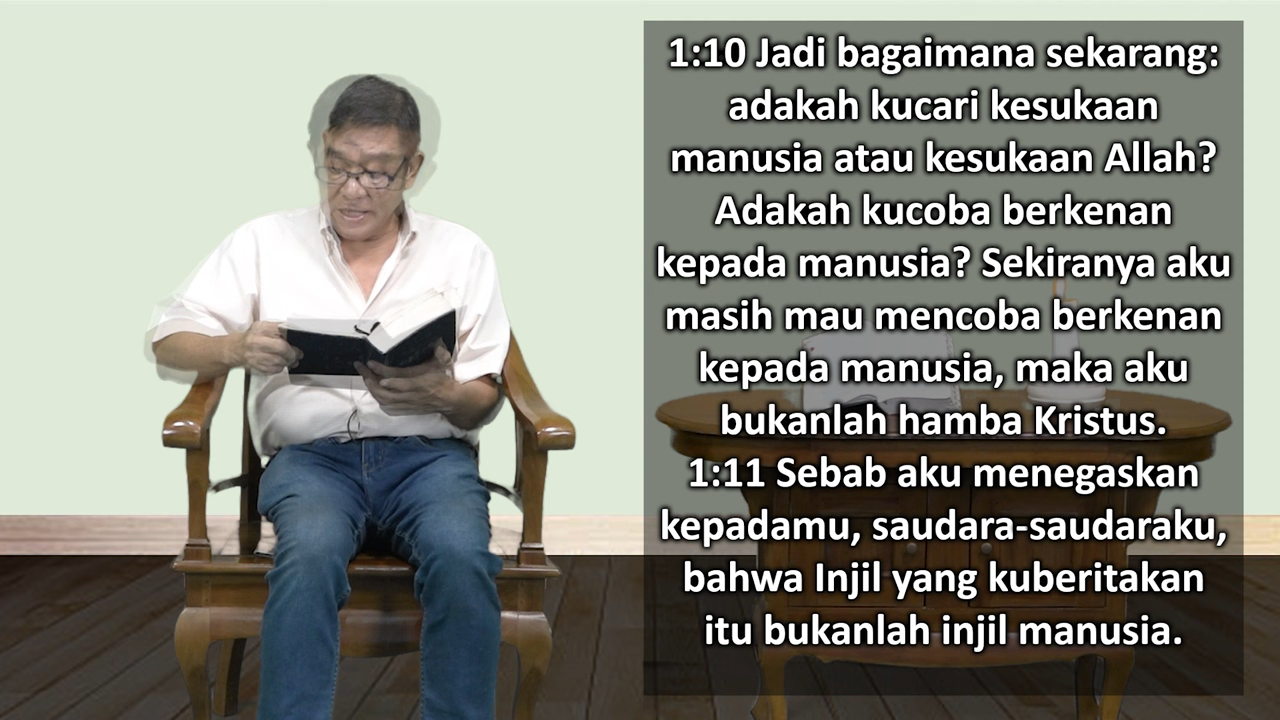 1:10 Jadi bagaimana sekarang:
adakah kucari kesukaan
manusia atau kesukaan Allah?
Adakah kucoba berkenan
kepada manusia? Sekiranya aku
masih mau mencoba berkenan
kepada manusia, maka aku
bukanlah hamba Kristus.
1:11 Sebab aku menegaskan
kepadamu, saudara-saudaraku,
bahwa Injil yang kuberitakan
itu bukanlah injil manusia.